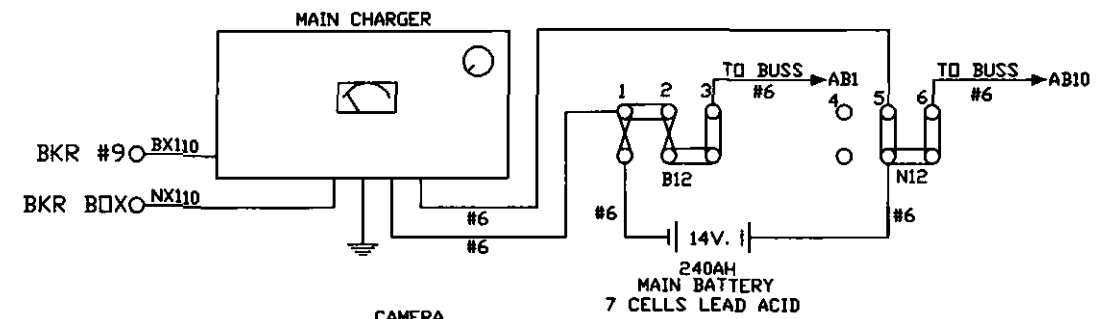 MAIN CHARGER
BKR #9 BX110
BKR BOX NX110
#6
#6
1 2 3
TO BUSS AB1
#6
4 5 6
TO BUSS AB10
#6
B12
N12
#6
#6
14V.
240AH
MAIN BATTERY
7 CELLS LEAD ACID
CAMERA